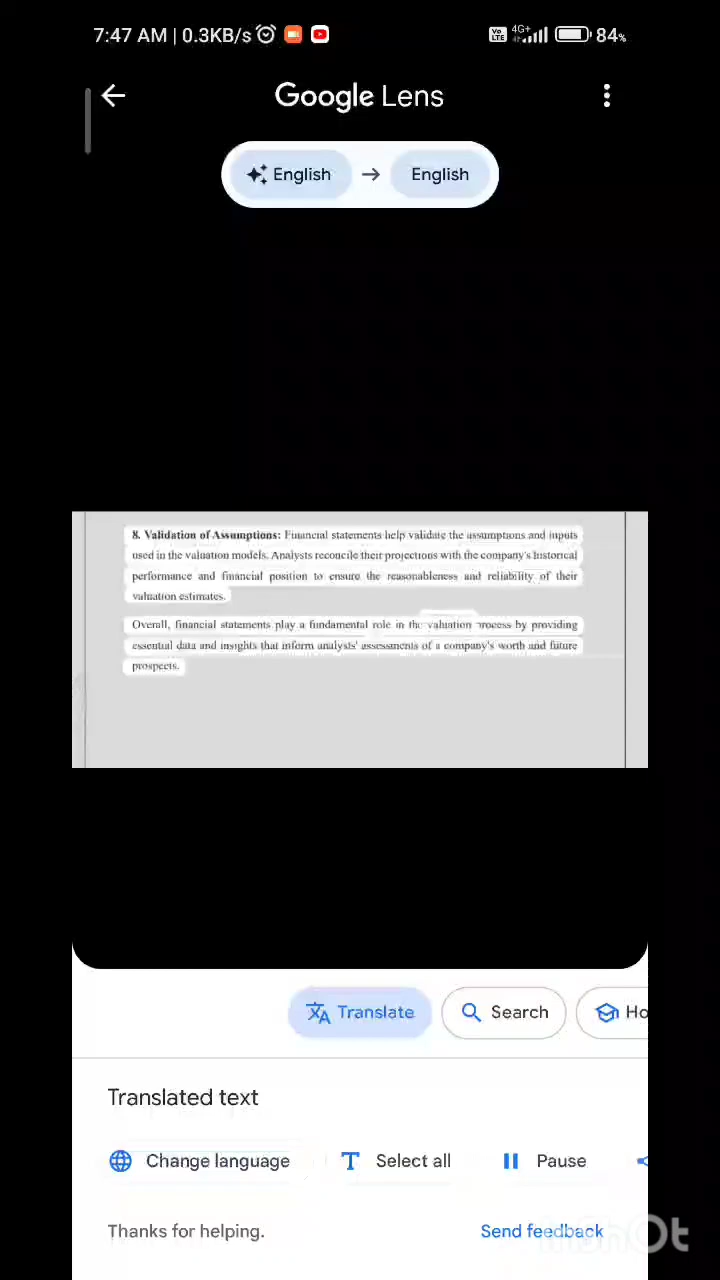 7:47 AM | 0.3KB/s
Vo LTE 4G+ 84%
Google Lens
English → English
8. Validation of Assumptions: Financial statements help validate the assumptions and inputs
used in the valuation models. Analysts reconcile their projections with the company's historical
performance and financial position to ensure the reasonableness and reliability of their
valuation estimates.
Overall, financial statements play a fundamental role in the valuation process by providing
essential data and insights that inform analysts' assessments of a company's worth and future
prospects.
Translate Search Ho
Translated text
Change language Select all Pause
Thanks for helping. Send feedback